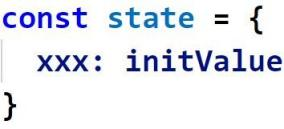 const state = {
  xxx: initValue
}